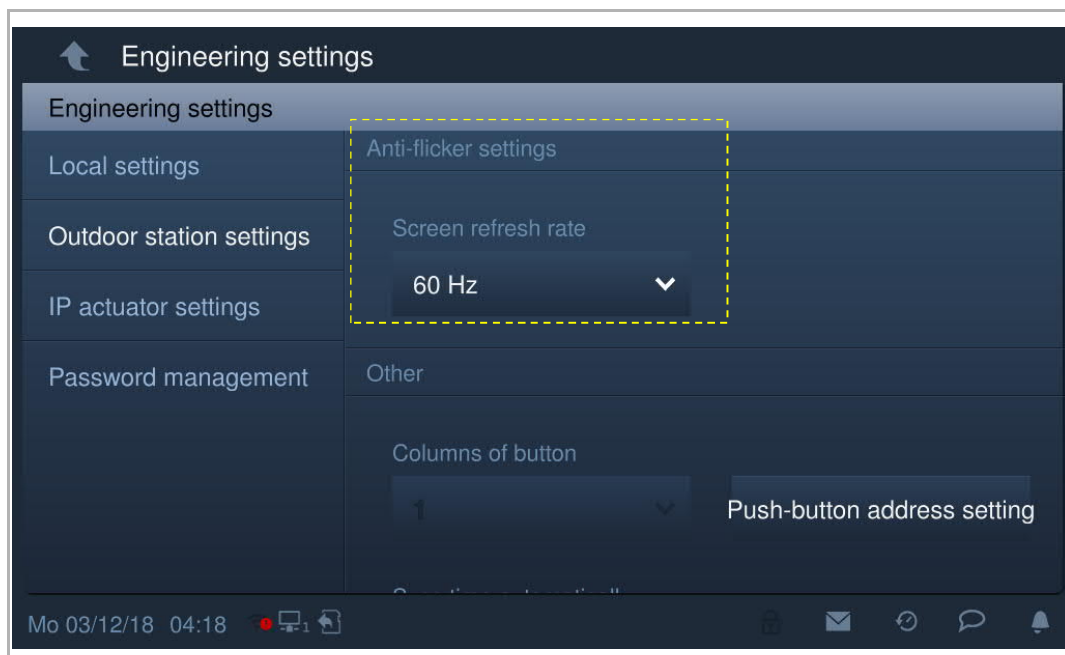 Engineering settings
Engineering settings
Local settings
Outdoor station settings
IP actuator settings
Password management
Anti-flicker settings
Screen refresh rate
60 Hz
Other
Columns of button
1
Push-button address setting
Mo 03/12/18 04:18
1